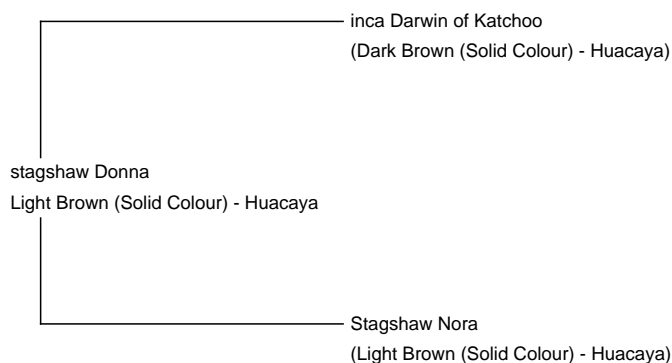 inca Darwin of Katchoo
(Dark Brown (Solid Colour) - Huacaya)
stagshaw Donna
Light Brown (Solid Colour) - Huacaya
Stagshaw Nora
(Light Brown (Solid Colour) - Huacaya)